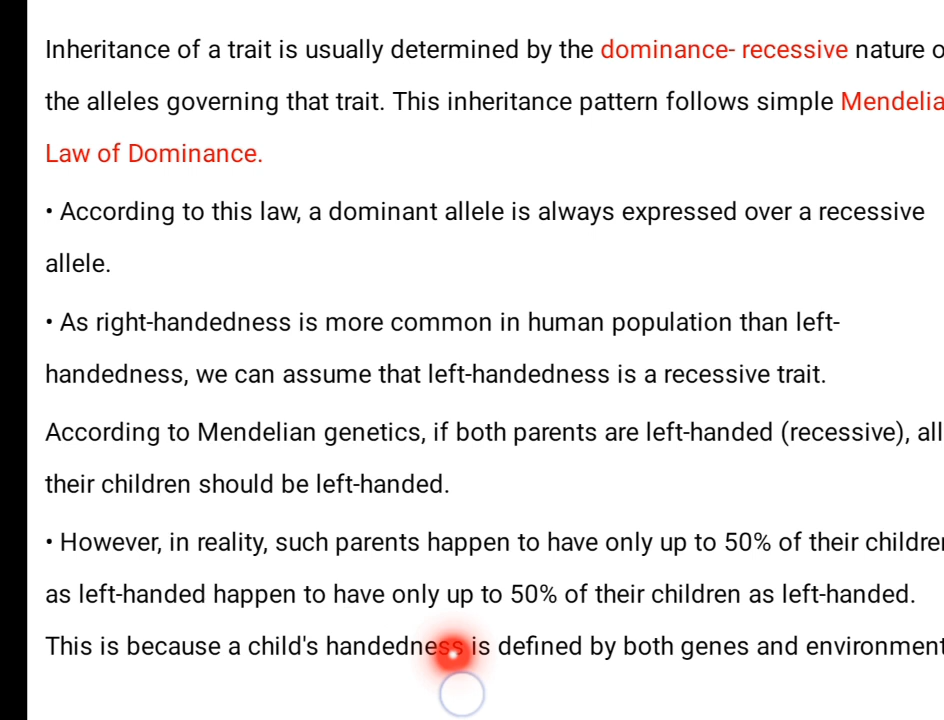 Inheritance of a trait is usually determined by the dominance- recessive nature o
the alleles governing that trait. This inheritance pattern follows simple Mendelia
Law of Dominance.
• According to this law, a dominant allele is always expressed over a recessive
allele.
• As right-handedness is more common in human population than left-
handedness, we can assume that left-handedness is a recessive trait.
According to Mendelian genetics, if both parents are left-handed (recessive), all
their children should be left-handed.
• However, in reality, such parents happen to have only up to 50% of their childre
as left-handed happen to have only up to 50% of their children as left-handed.
This is because a child's handedness is defined by both genes and environment